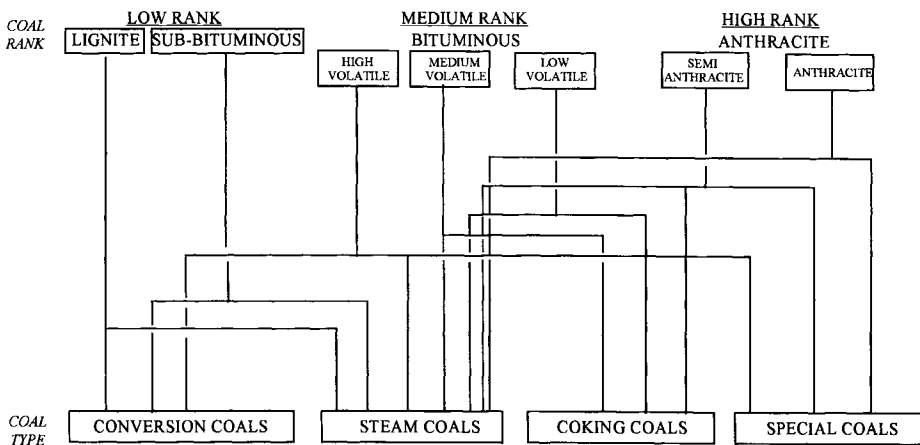 COAL RANK
LOW RANK
LIGNITE
SUB-BITUMINOUS
MEDIUM RANK
BITUMINOUS
HIGH VOLATILE
MEDIUM VOLATILE
LOW VOLATILE
HIGH RANK
ANTHRACITE
SEMI ANTHRACITE
ANTHRACITE
COAL TYPE
CONVERSION COALS
STEAM COALS
COKING COALS
SPECIAL COALS